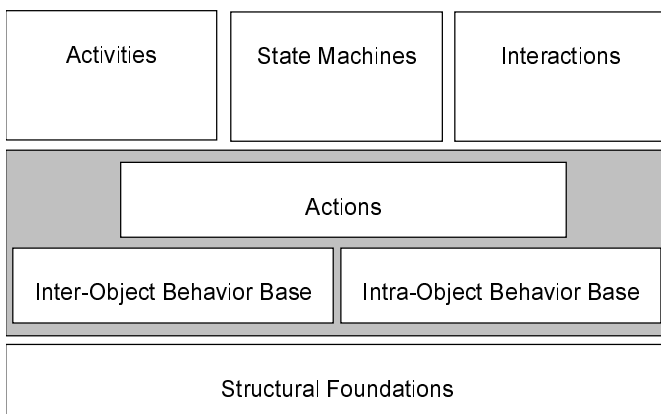 Activities
State Machines
Interactions
Actions
Inter-Object Behavior Base
Intra-Object Behavior Base
Structural Foundations